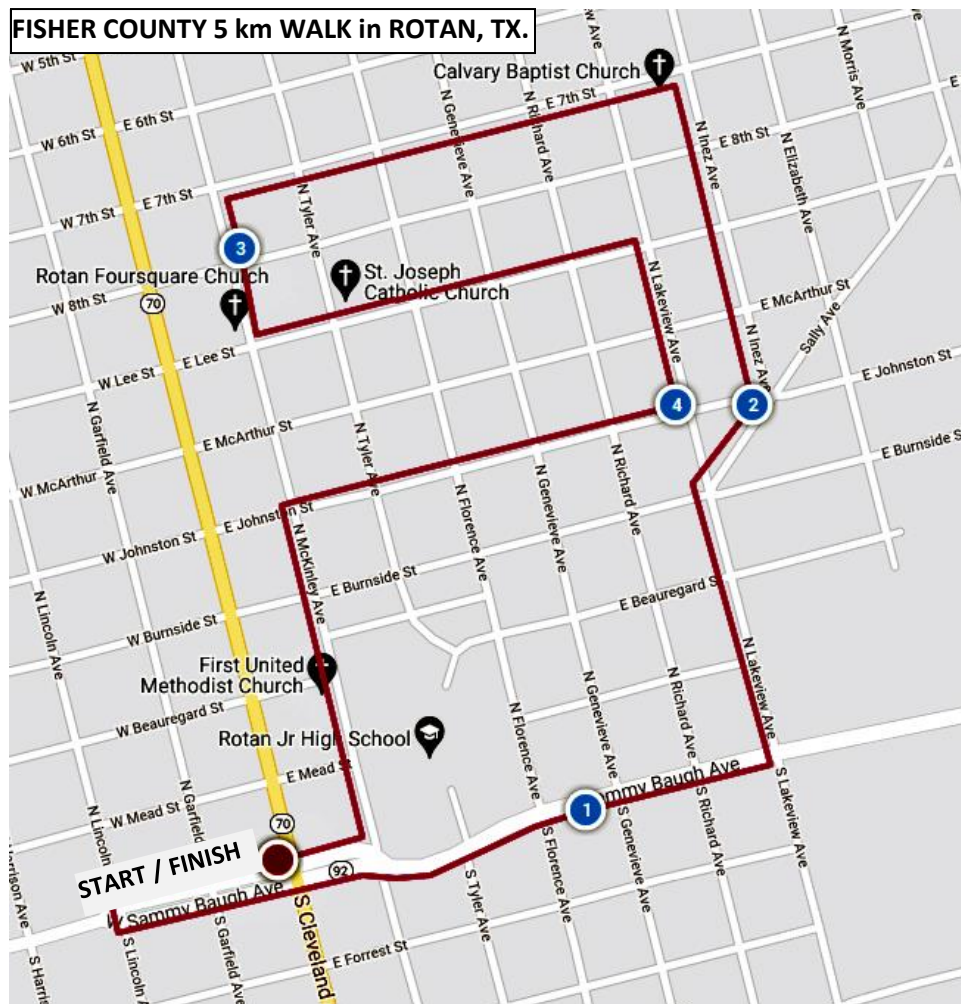 FISHER COUNTY 5 km WALK in ROTAN, TX.
W 5th St
Calvary Baptist Church
N Morris Ave
E 6th St
W 6th St
E 7th St
N Genevieve Ave
N Richard Ave
N Inez Ave
E 8th St
N Elizabeth Ave
W 7th St
E 7th St
N Tyler Ave
3
Rotan Foursquare Church
St. Joseph
Catholic Church
N Lakeview Ave
E McArthur St
W 8th St
70
N Inez Ave
Sally Ave
E Lee St
W Lee St
E Johnston St
4
2
N Garfield Ave
E McArthur St
N Tyler Ave
W McArthur St
N Richard Ave
E Burnside St
N Genevieve Ave
N Florence Ave
E Johnston St
W Johnston St
N McKinley Ave
E Burnside St
N Lincoln Ave
W Burnside St
E Beauregard St
First United
Methodist Church
N Lakeview Ave
W Beauregard St
N Genevieve Ave
N Richard Ave
N Florence Ave
Rotan Jr High School
E Mead St
N Garfield
W Mead St
N Lincoln
Sammy Baugh Ave
1
70
START / FINISH
S Lakeview Ave
S Richard Ave
S Genevieve Ave
S Florence Ave
92
W Sammy Baugh Ave
S Tyler Ave
S Cleveland
S Garfield Ave
E Forrest St
S Lincoln A
S Harris